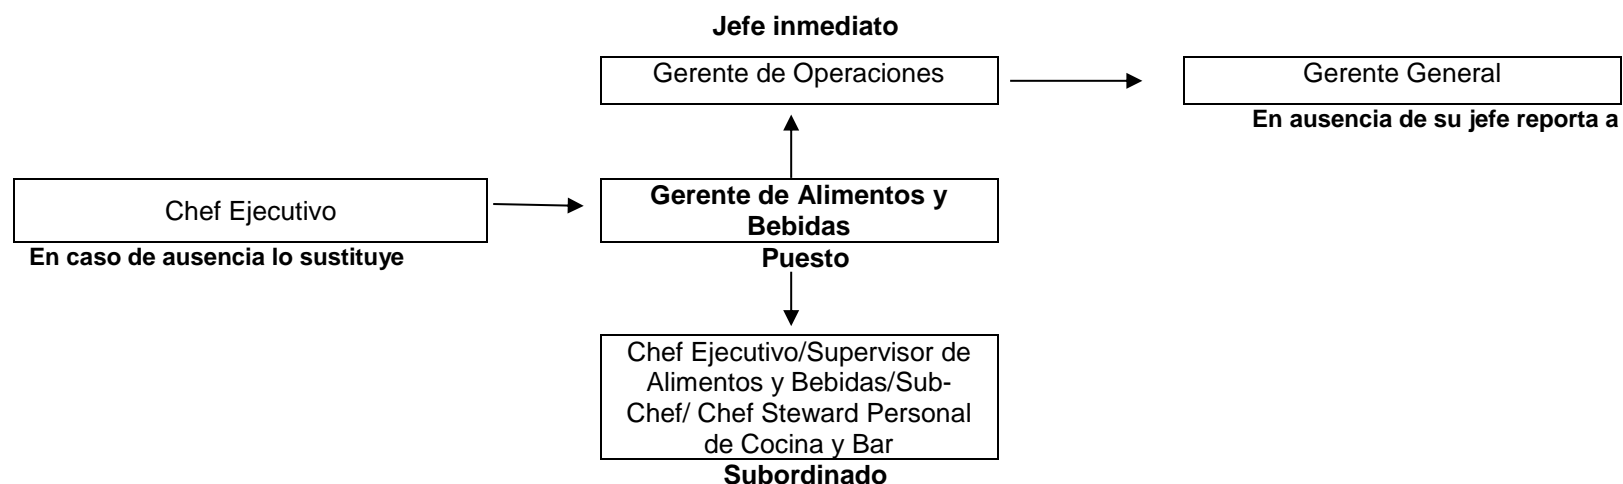 Jefe inmediato
Gerente de Operaciones
Gerente General
En ausencia de su jefe reporta a
Chef Ejecutivo
En caso de ausencia lo sustituye
Gerente de Alimentos y
Bebidas
Puesto
Chef Ejecutivo/Supervisor de
Alimentos y Bebidas/Sub-
Chef/ Chef Steward Personal
de Cocina y Bar
Subordinado